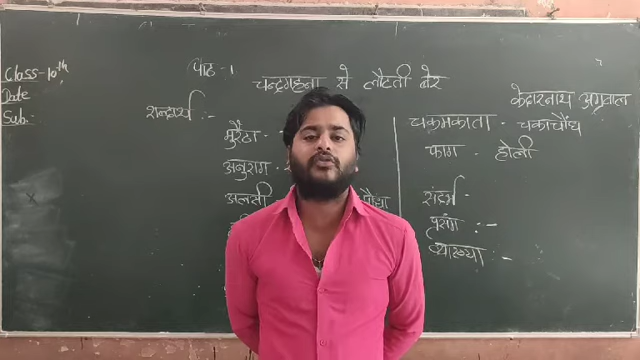 Class-10th
Date
Sub:-
पाठ-1
चन्द्रगहना से लौटती बेर
केदारनाथ अग्रवाल
शब्दार्थ :-
मुरैठा -
अनुराग -
अलसी पौधा
चकमकाता - चकाचौंध
फाग - होली
संदर्भ -
प्रसंग :-
व्याख्या :-